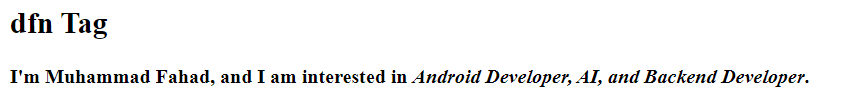 dfn Tag
I'm Muhammad Fahad, and I am interested in Android Developer, AI, and Backend Developer.